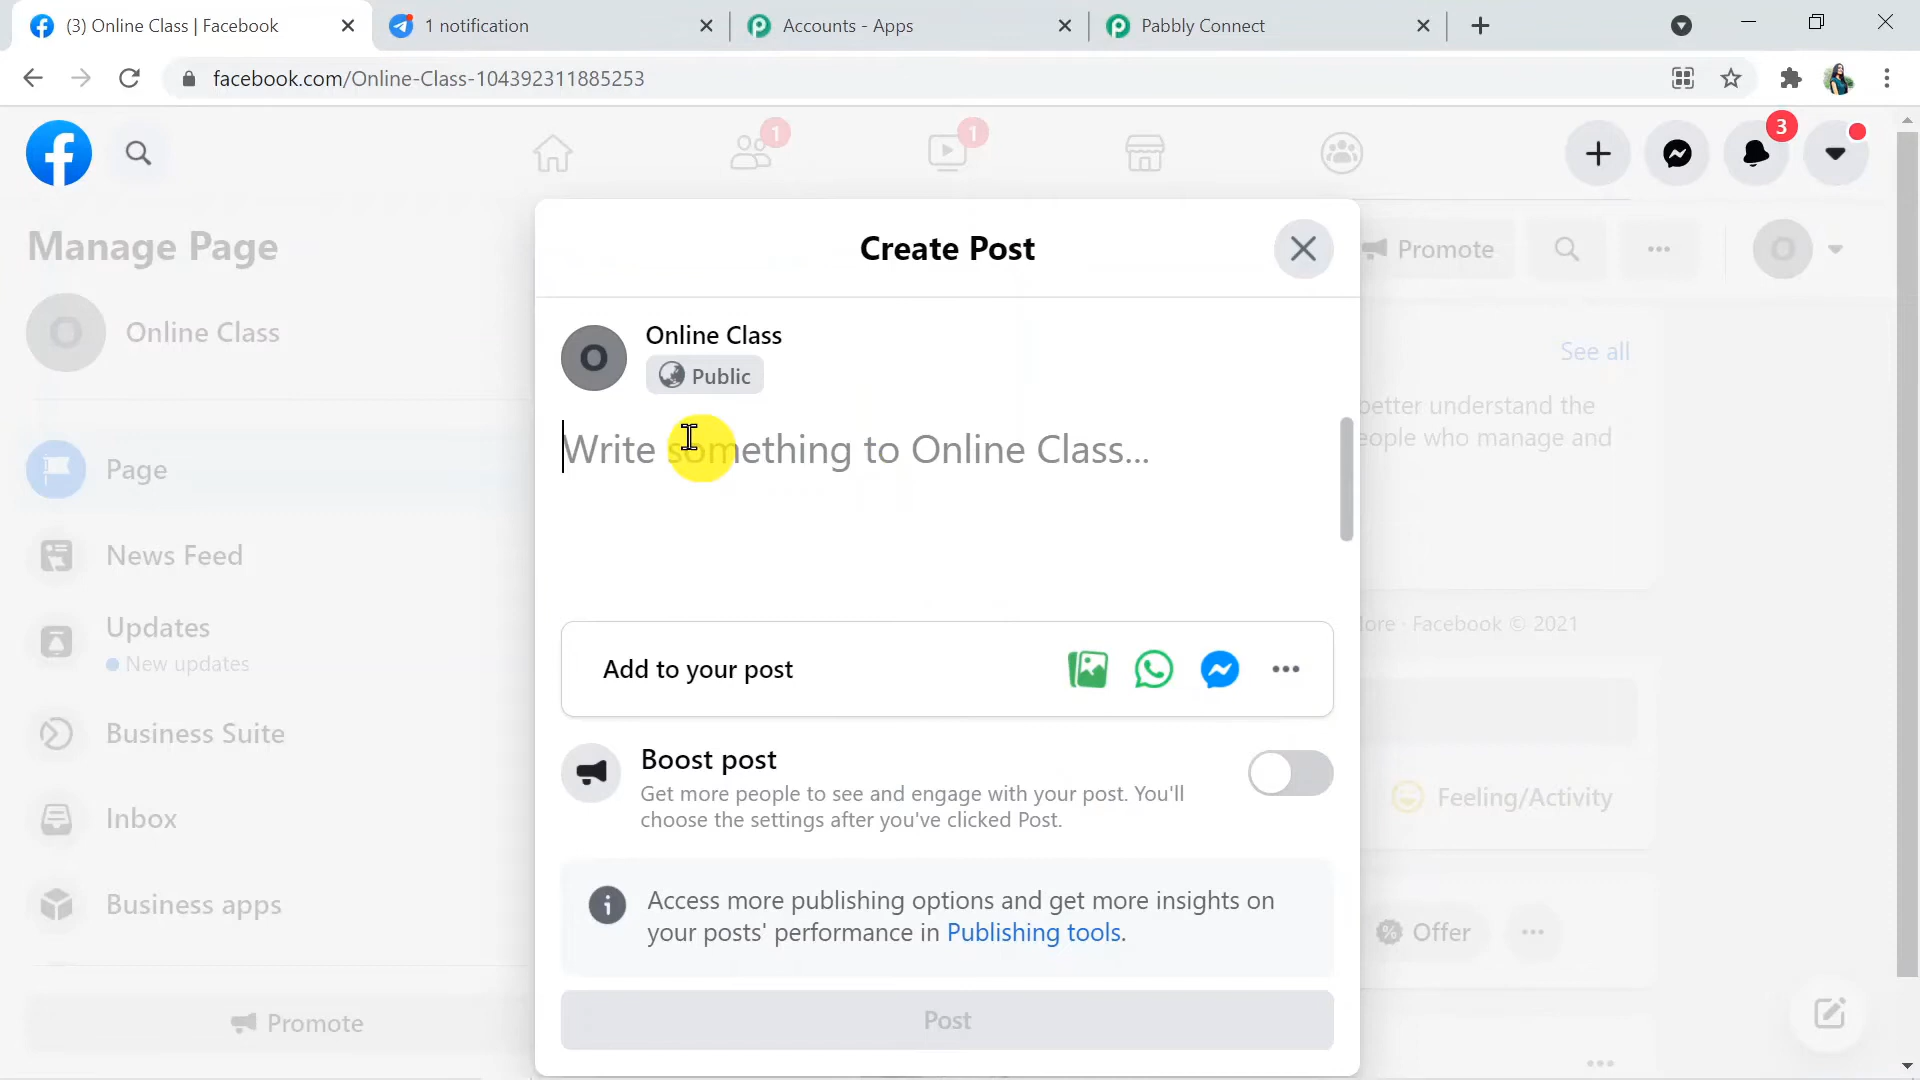 (3) Online Class | Facebook
1 notification
Accounts - Apps
Pabbly Connect
facebook.com/Online-Class-104392311885253
1
1
3
Manage Page
Create Post
Promote
O
O
Online Class
O
Online Class
Public
See all
Write something to Online Class...
better understand the
eople who manage and
Page
News Feed
Updates
New updates
Add to your post
ore · Facebook © 2021
Business Suite
Boost post
Get more people to see and engage with your post. You'll
choose the settings after you've clicked Post.
Feeling/Activity
Inbox
Business apps
Access more publishing options and get more insights on
your posts' performance in Publishing tools.
Offer
Promote
Post